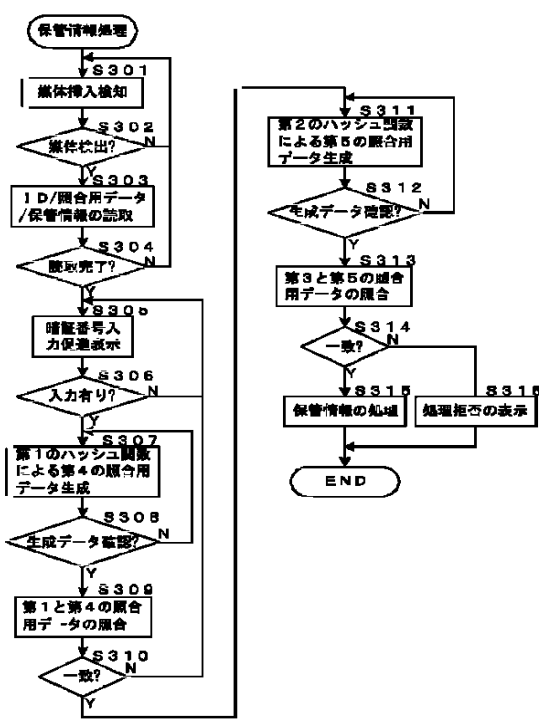 保管情報処理
S301
媒体挿入検知
S302
媒体検出?
N
Y
S303
ID/照合用データ
/保管情報の読取
S304
読取完了?
N
Y
S305
暗証番号入
力促進表示
S306
入力有り?
N
Y
S307
第1のハッシュ関数
による第4の照合用
データ生成
S308
生成データ確認?
N
Y
S309
第1と第4の照合
用データの照合
S310
一致?
N
Y
S311
第2のハッシュ関数
による第5の照合用
データ生成
S312
生成データ確認?
N
Y
S313
第3と第5の照合
用データの照合
S314
一致?
N
Y
S315
保管情報の処理
S316
処理拒否の表示
END